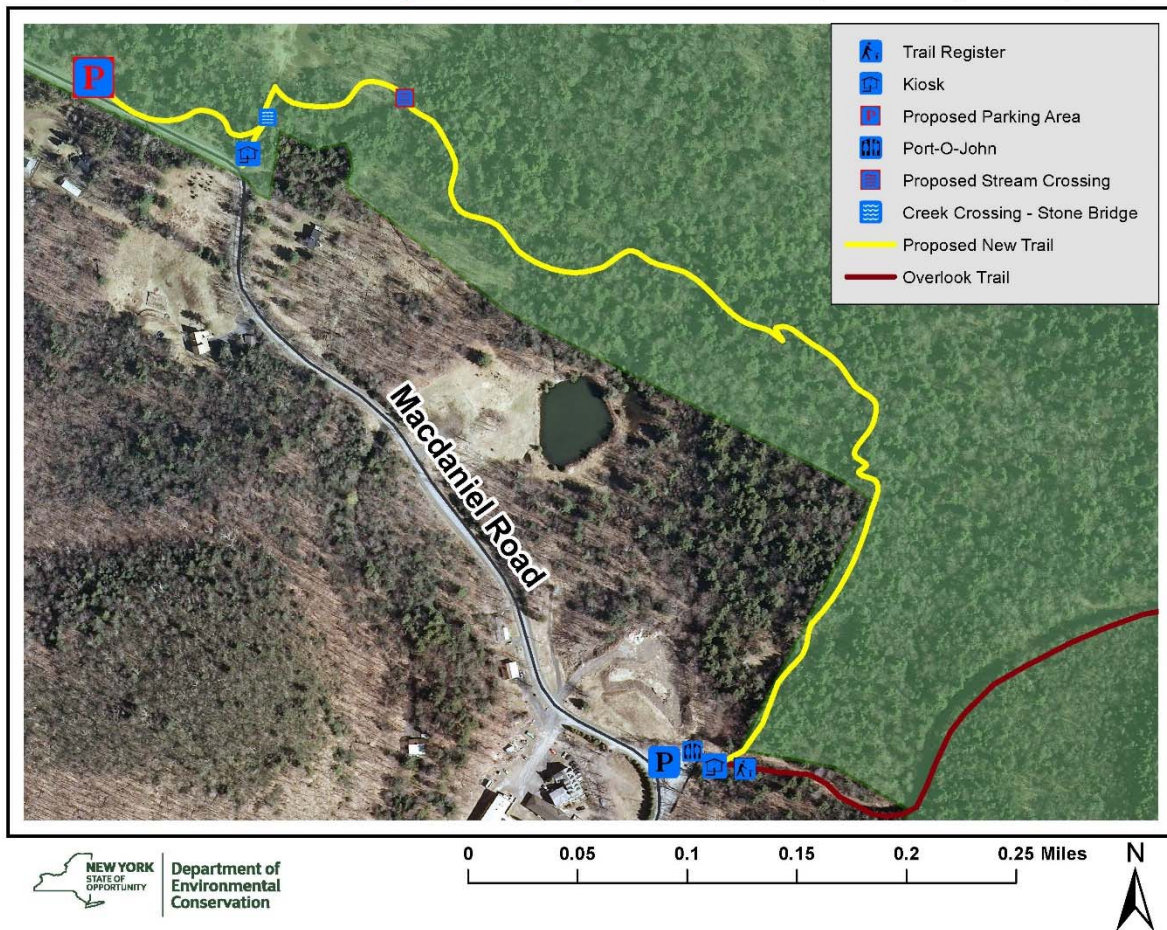 P
Trail Register
Kiosk
P Proposed Parking Area
Port-O-John
Proposed Stream Crossing
Creek Crossing - Stone Bridge
Proposed New Trail
Overlook Trail
Macdaniel Road
P
NEW YORK
STATE OF
OPPORTUNITY
Department of
Environmental
Conservation
0 0.05 0.1 0.15 0.2 0.25 Miles
N